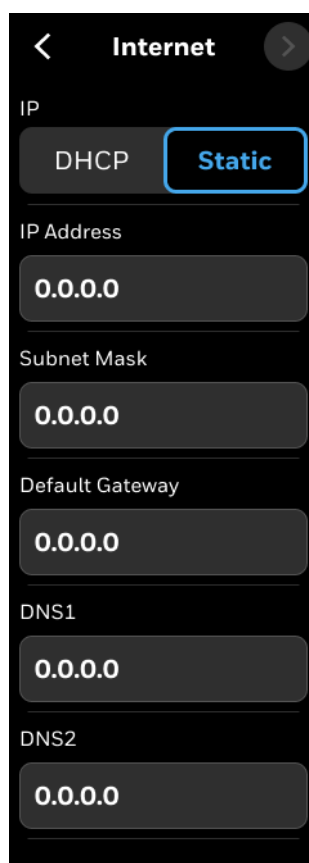 Internet
IP
DHCP Static
IP Address
0.0.0.0
Subnet Mask
0.0.0.0
Default Gateway
0.0.0.0
DNS1
0.0.0.0
DNS2
0.0.0.0